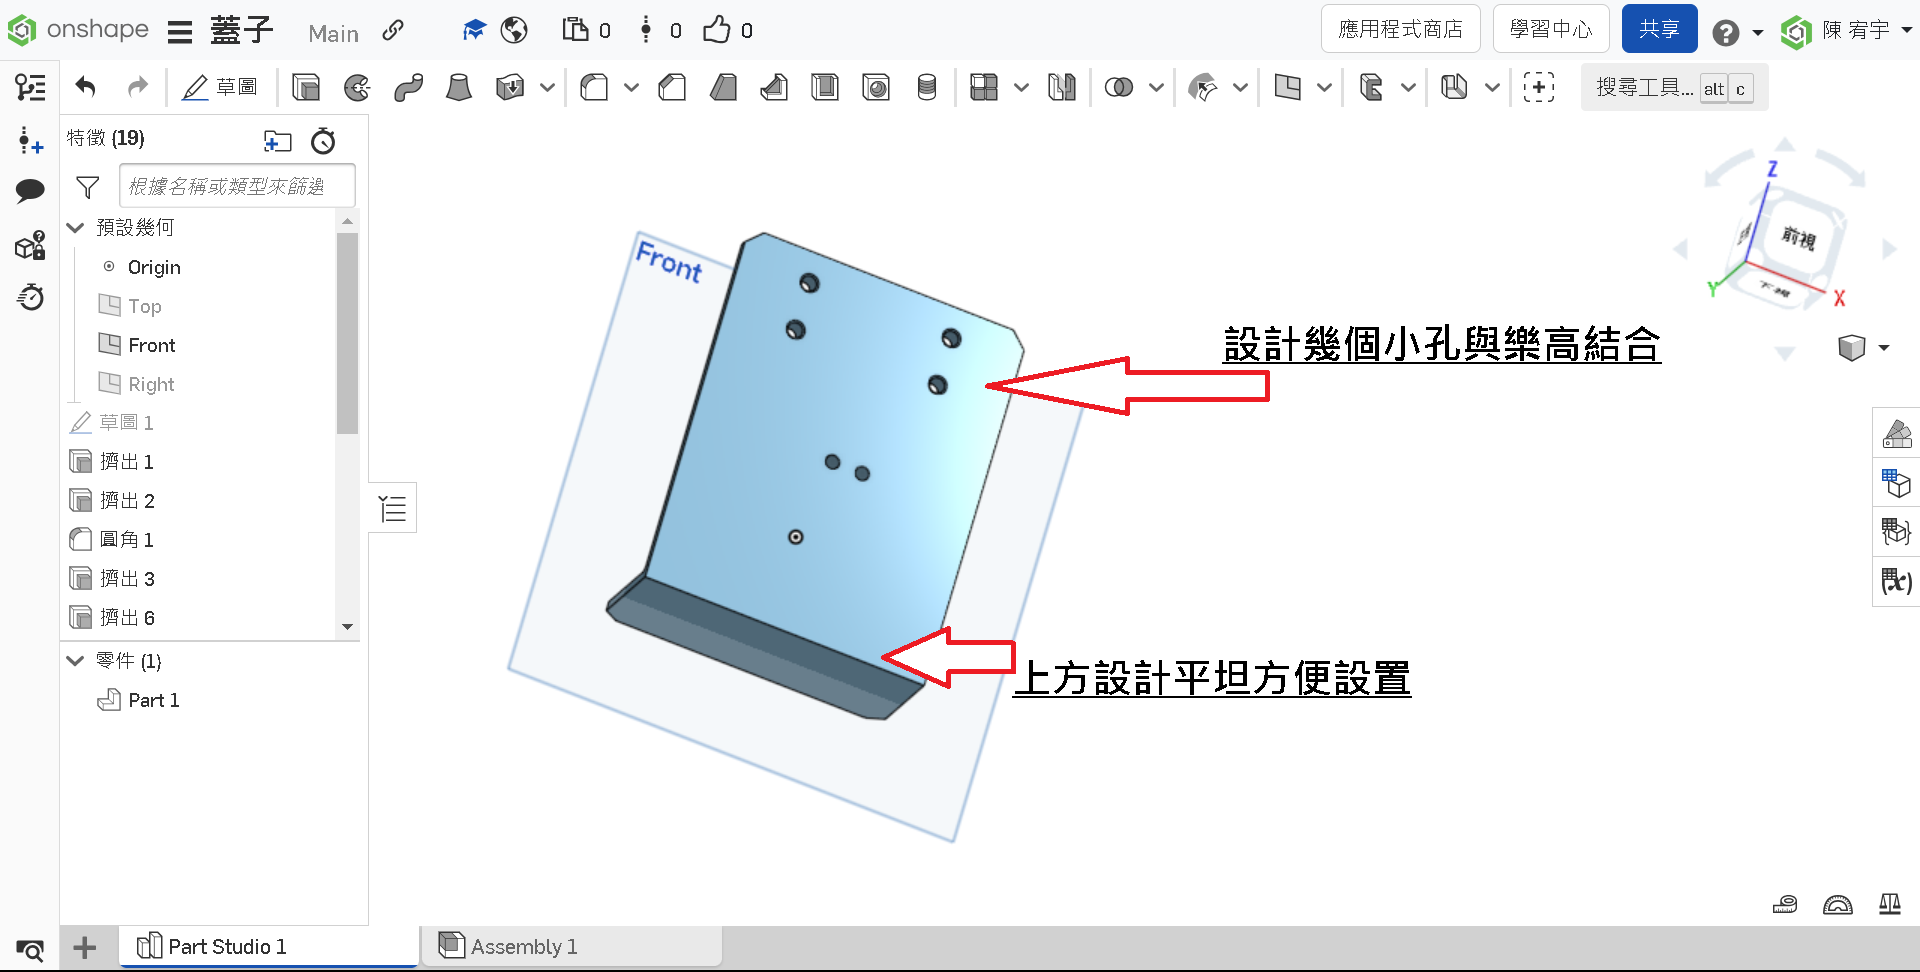 onshape 蓋子 Main 0 0 0 應用程式商店 學習中心 共享 陳 宥宇
草圖 搜尋工具... alt c
特徵 (19)
根據名稱或類型來篩選
預設幾何
Origin
Top
Front
Right
草圖 1
擠出 1
擠出 2
圓角 1
擠出 3
擠出 6
零件 (1)
Part 1
Front
設計幾個小孔與樂高結合
上方設計平坦方便設置
Z
前視
下視
Y
X
(x)
Part Studio 1
Assembly 1